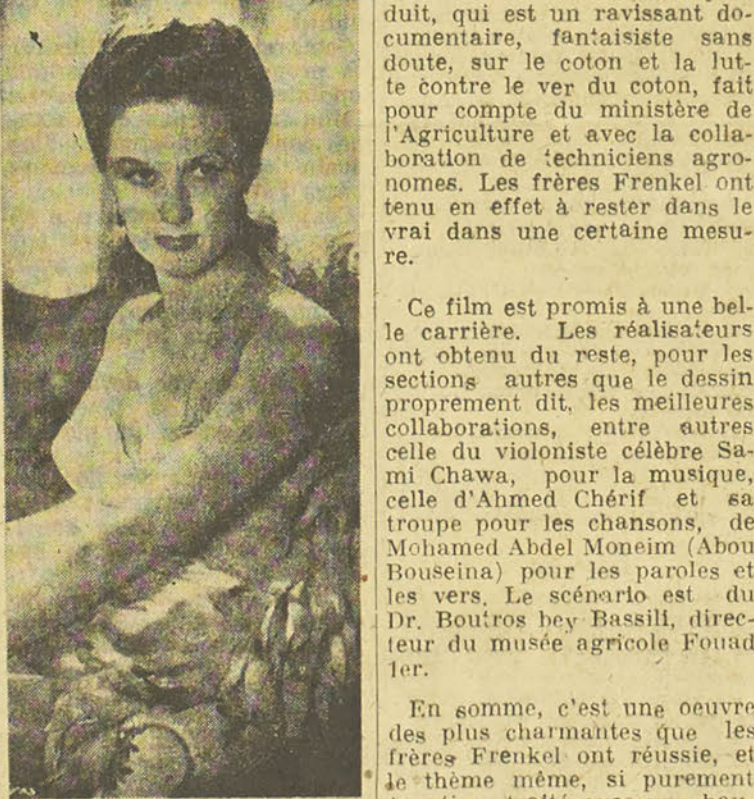 duit, qui est un ravissant do-
cumentaire, fantaisiste sans
doute, sur le coton et la lut-
te contre le ver du coton, fait
pour compte du ministère de
l'Agriculture et avec la colla-
boration de techniciens agro-
nomes. Les frères Frenkel ont
tenu en effet à rester dans le
vrai dans une certaine mesu-
re.
Ce film est promis à une bel-
le carrière. Les réalisateurs
ont obtenu du reste, pour les
sections autres que le dessin
proprement dit, les meilleures
collaborations, entre autres
celle du violoniste célèbre Sa-
mi Chawa, pour la musique,
celle d'Ahmed Chérif et sa
troupe pour les chansons, de
Mohamed Abdel Moneim (Abou
Bouseina) pour les paroles et
les vers. Le scénario est du
Dr. Boutros bey Bassili, direc-
teur du musée agricole Fouad
1er.
En somme, c'est une oeuvre
des plus charmantes que les
frères Frenkel ont réussie, et
le thème même, si purement